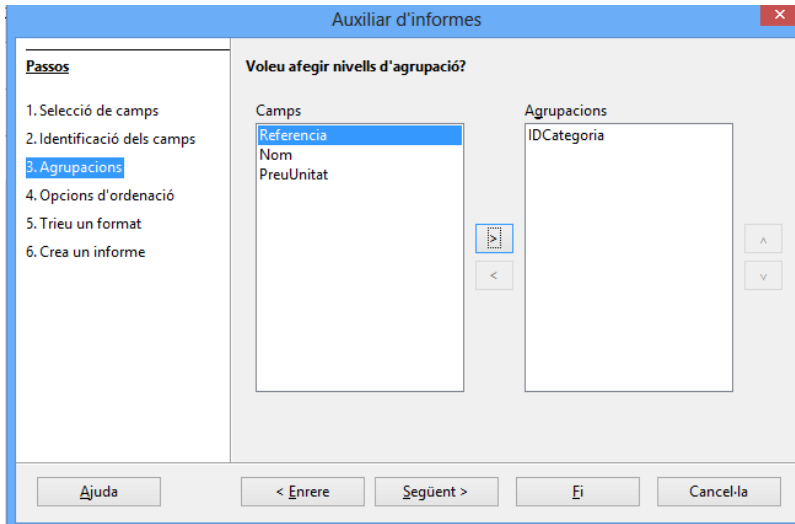 Auxiliar d'informes
Passos
1. Selecció de camps
2. Identificació dels camps
3. Agrupacions
4. Opcions d'ordenació
5. Trieu un format
6. Crea un informe
Voleu afegir nivells d'agrupació?
Camps
Referencia
Nom
PreuUnitat
>
<
Agrupacions
IDCategoria
Ajuda
< Enrere
Següent >
Fi
Cancel·la